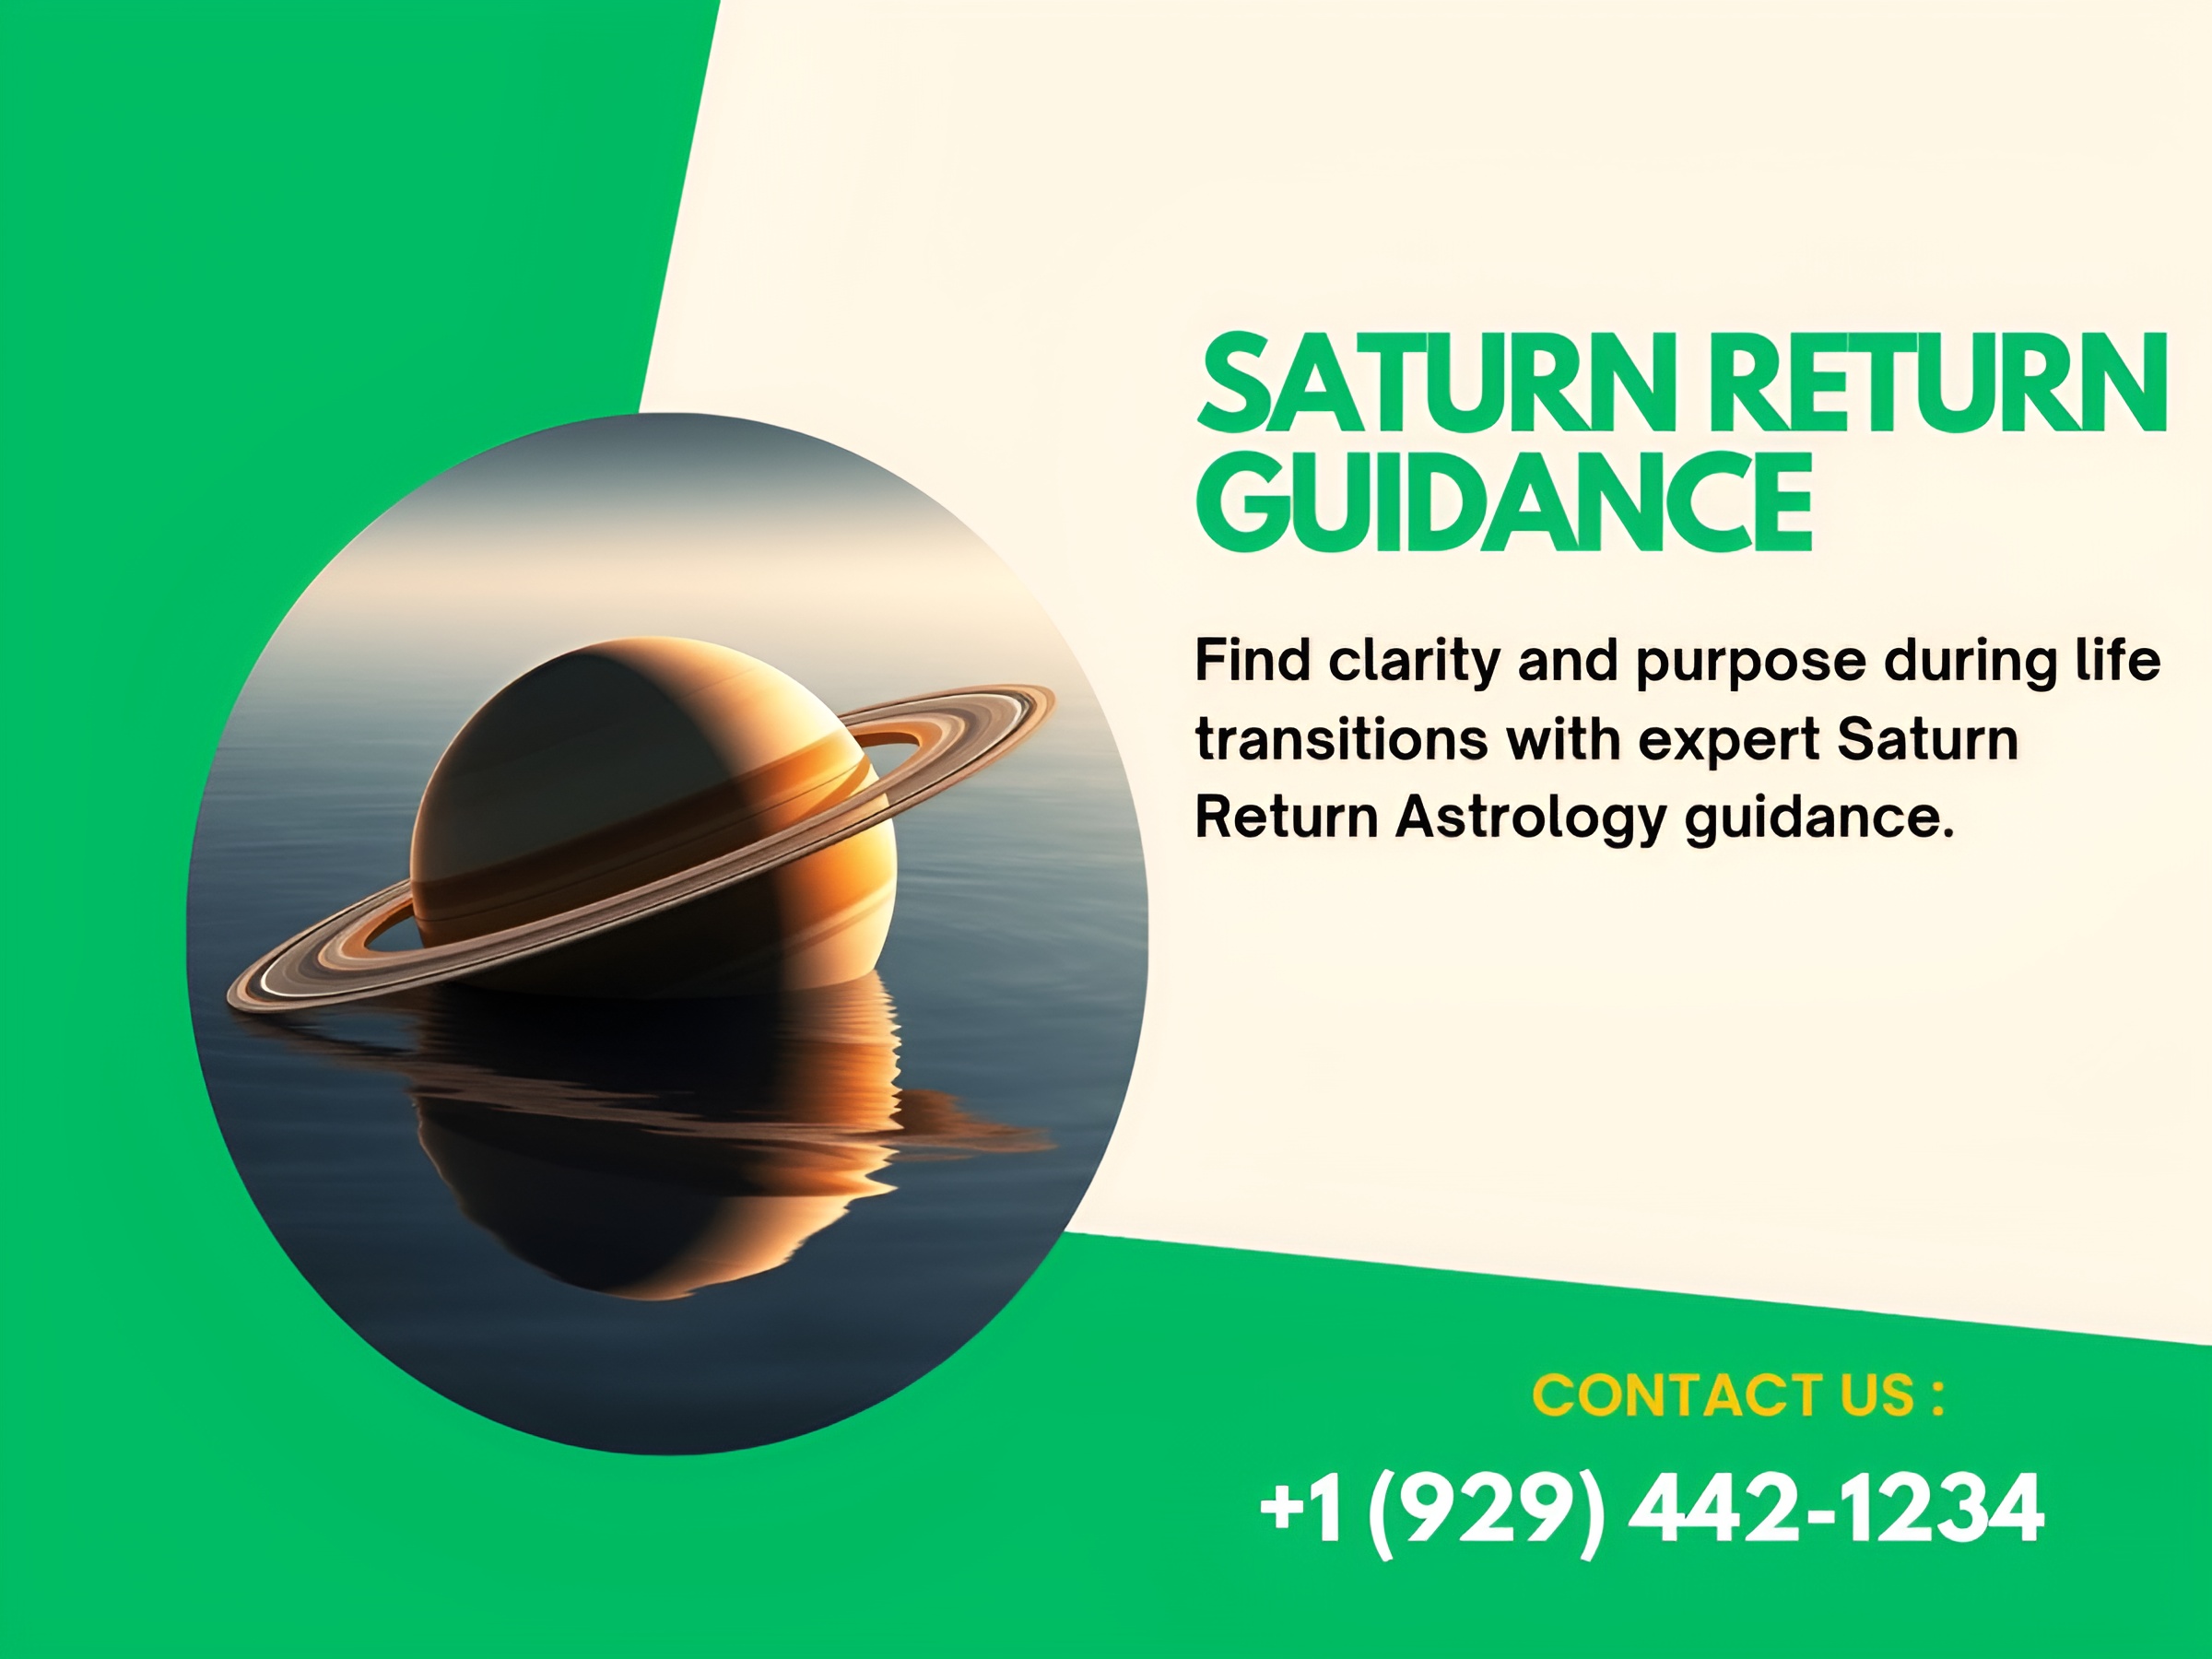 SATURN RETURN
GUIDANCE
Find clarity and purpose during life
transitions with expert Saturn
Return Astrology guidance.
CONTACT US :
+1 (929) 442-1234